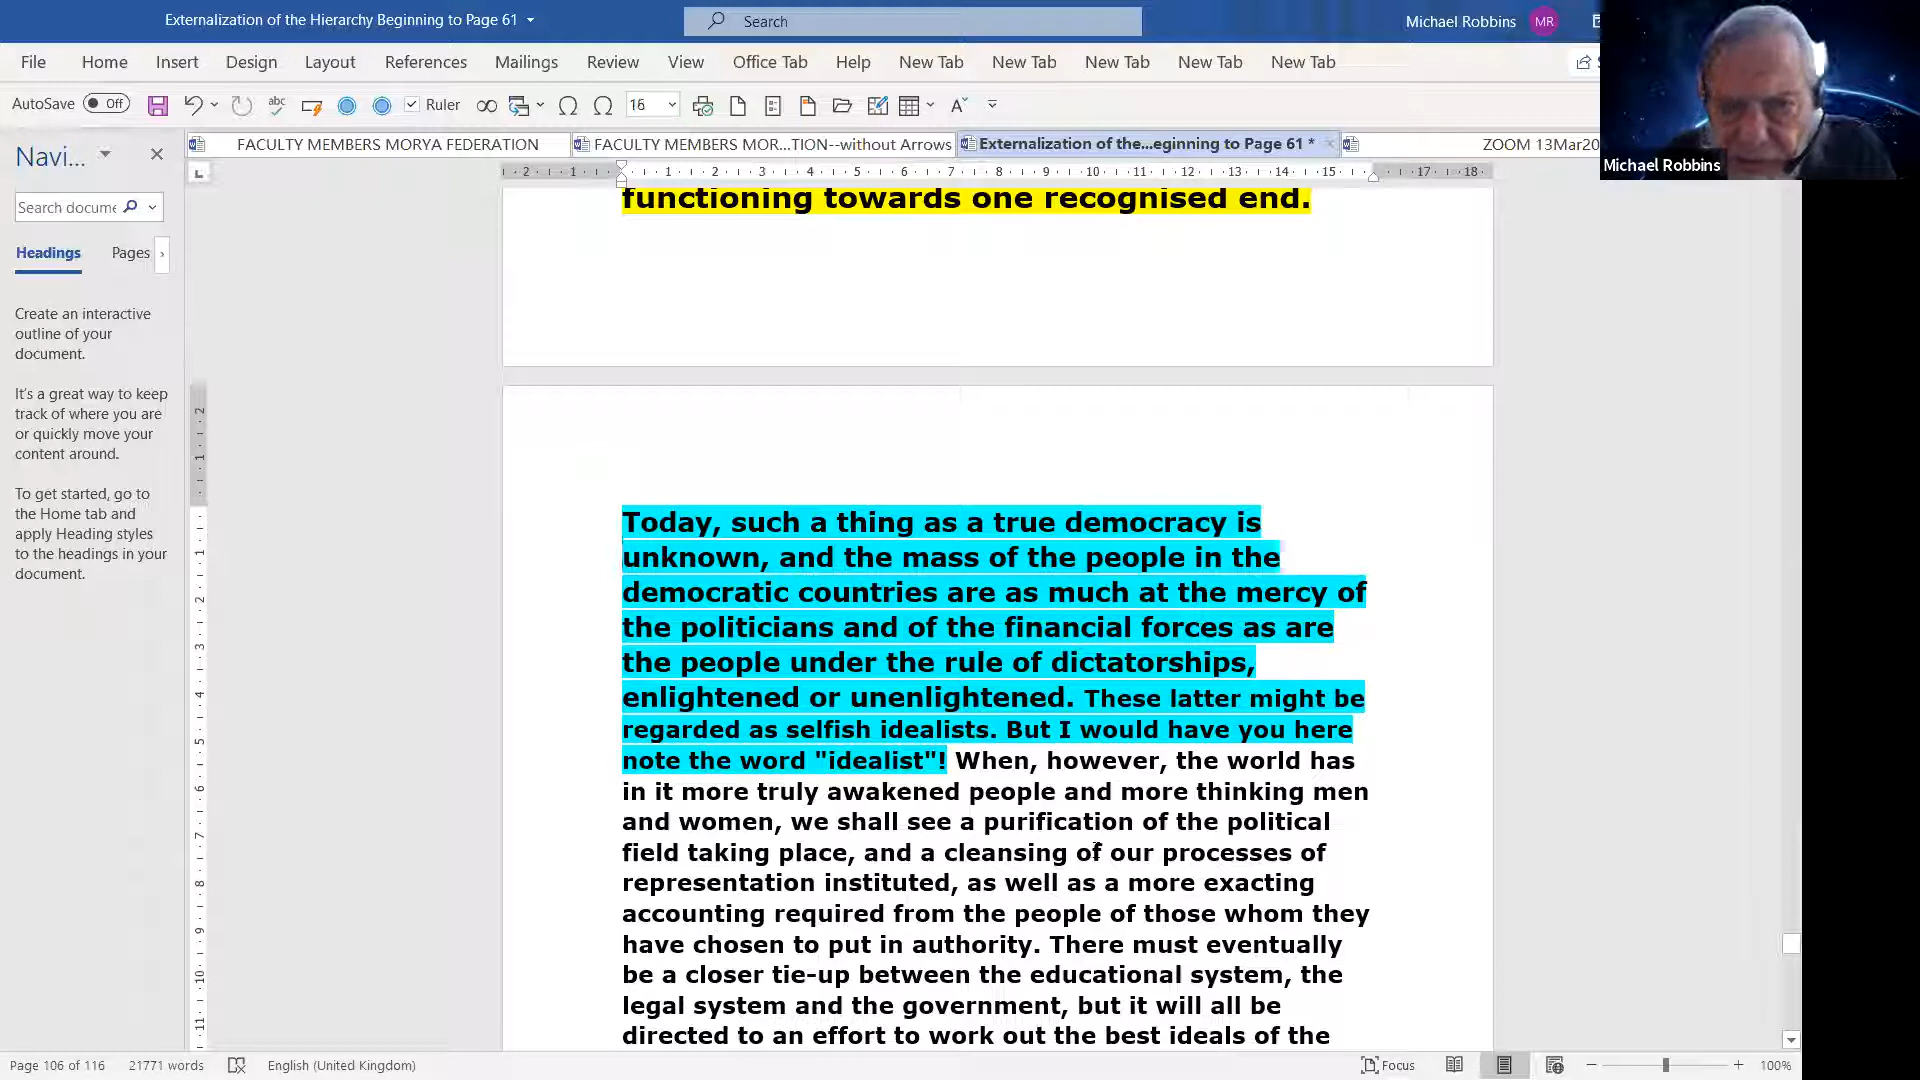 Externalization of the Hierarchy Beginning to Page 61
Search
Michael Robbins
MR
File
Home
Insert
Design
Layout
References
Mailings
Review
View
Office Tab
Help
New Tab
New Tab
New Tab
New Tab
New Tab
AutoSave
Off
abc
Ruler
16
FACULTY MEMBERS MORYA FEDERATION
FACULTY MEMBERS MOR...TION--without Arrows
Externalization of the...eginning to Page 61 *
ZOOM 13Mar20
Michael Robbins
Navi...
Search docume
Headings
Pages
Create an interactive
outline of your
document.
It's a great way to keep
track of where you are
or quickly move your
content around.
To get started, go to
the Home tab and
apply Heading styles
to the headings in your
document.
functioning towards one recognised end.
Today, such a thing as a true democracy is
unknown, and the mass of the people in the
democratic countries are as much at the mercy of
the politicians and of the financial forces as are
the people under the rule of dictatorships,
enlightened or unenlightened. These latter might be
regarded as selfish idealists. But I would have you here
note the word "idealist"! When, however, the world has
in it more truly awakened people and more thinking men
and women, we shall see a purification of the political
field taking place, and a cleansing of our processes of
representation instituted, as well as a more exacting
accounting required from the people of those whom they
have chosen to put in authority. There must eventually
be a closer tie-up between the educational system, the
legal system and the government, but it will all be
directed to an effort to work out the best ideals of the
Page 106 of 116
21771 words
English (United Kingdom)
Focus
100%